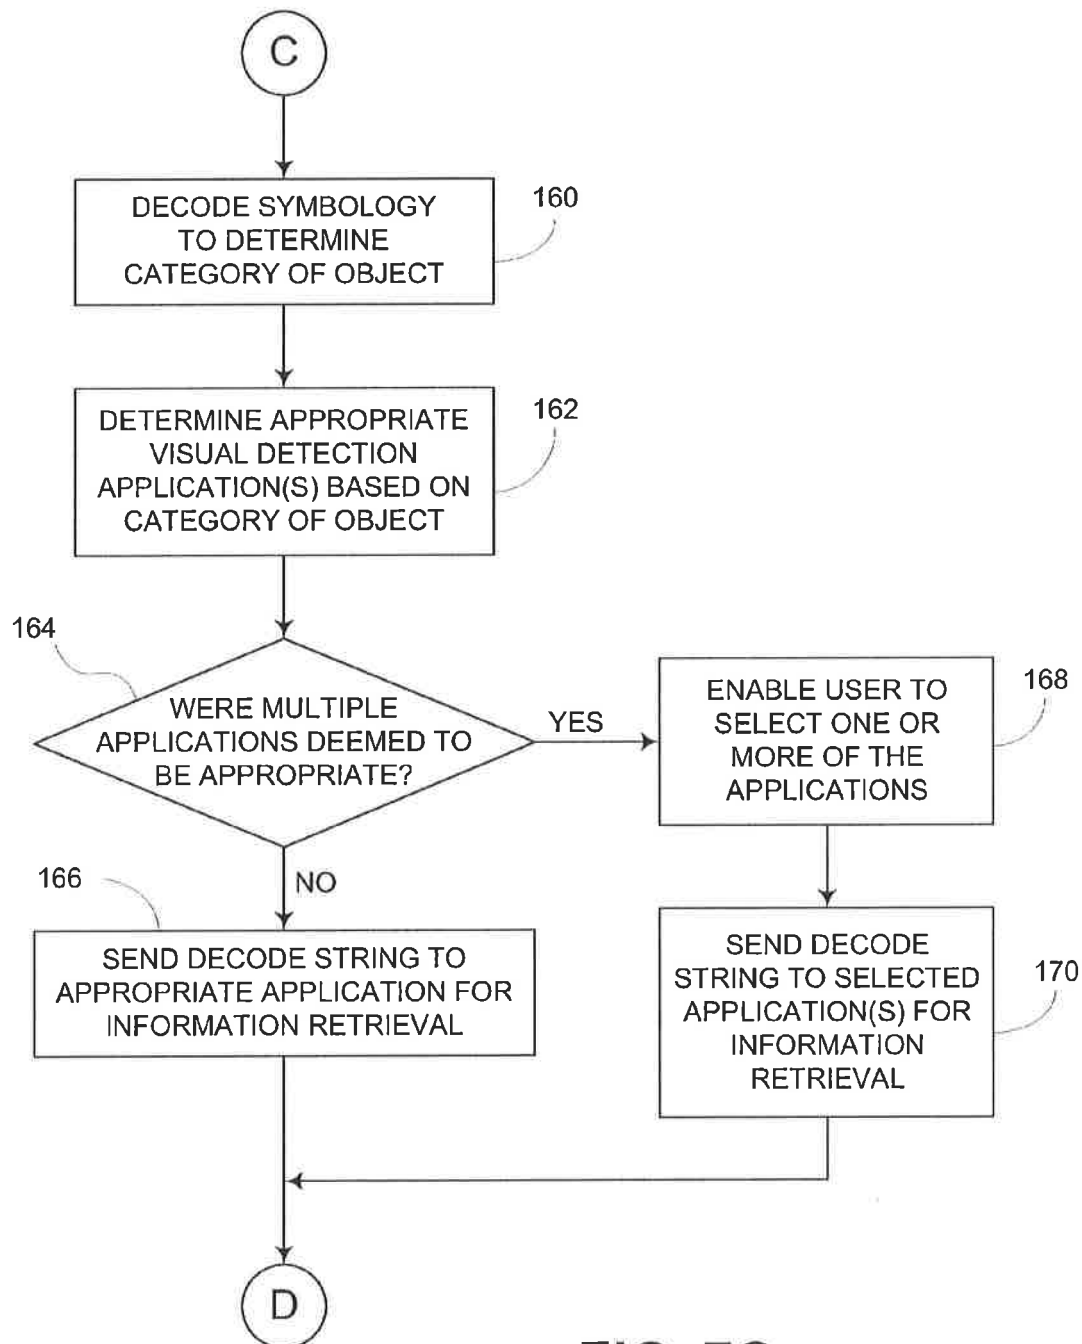 C
DECODE SYMBOLOGY
TO DETERMINE
CATEGORY OF OBJECT
160
DETERMINE APPROPRIATE
VISUAL DETECTION
APPLICATION(S) BASED ON
CATEGORY OF OBJECT
162
164
WERE MULTIPLE
APPLICATIONS DEEMED TO
BE APPROPRIATE?
YES
ENABLE USER TO
SELECT ONE OR
MORE OF THE
APPLICATIONS
168
NO
166
SEND DECODE STRING TO
APPROPRIATE APPLICATION FOR
INFORMATION RETRIEVAL
SEND DECODE
STRING TO SELECTED
APPLICATION(S) FOR
INFORMATION
RETRIEVAL
170
D